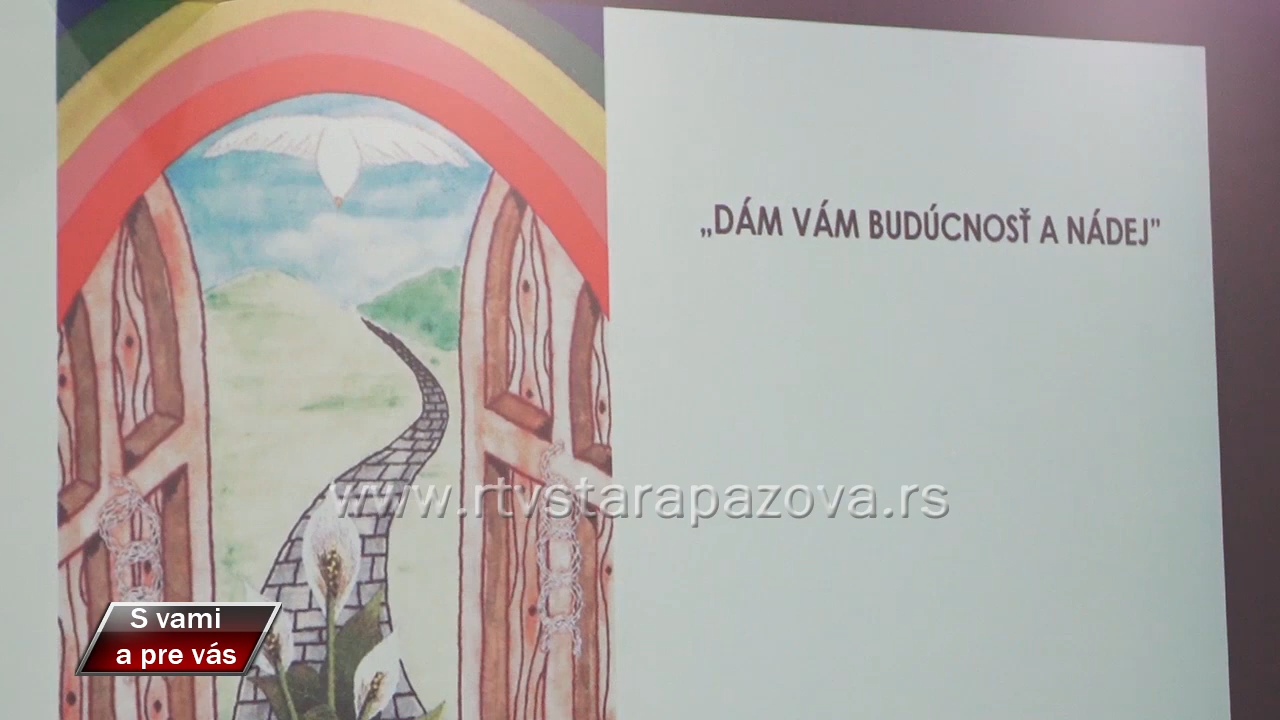 „DÁM VÁM BUDÚCNOSŤ A NÁDEJ”
www.rtvstarapazova.rs
S vami
a pre vás